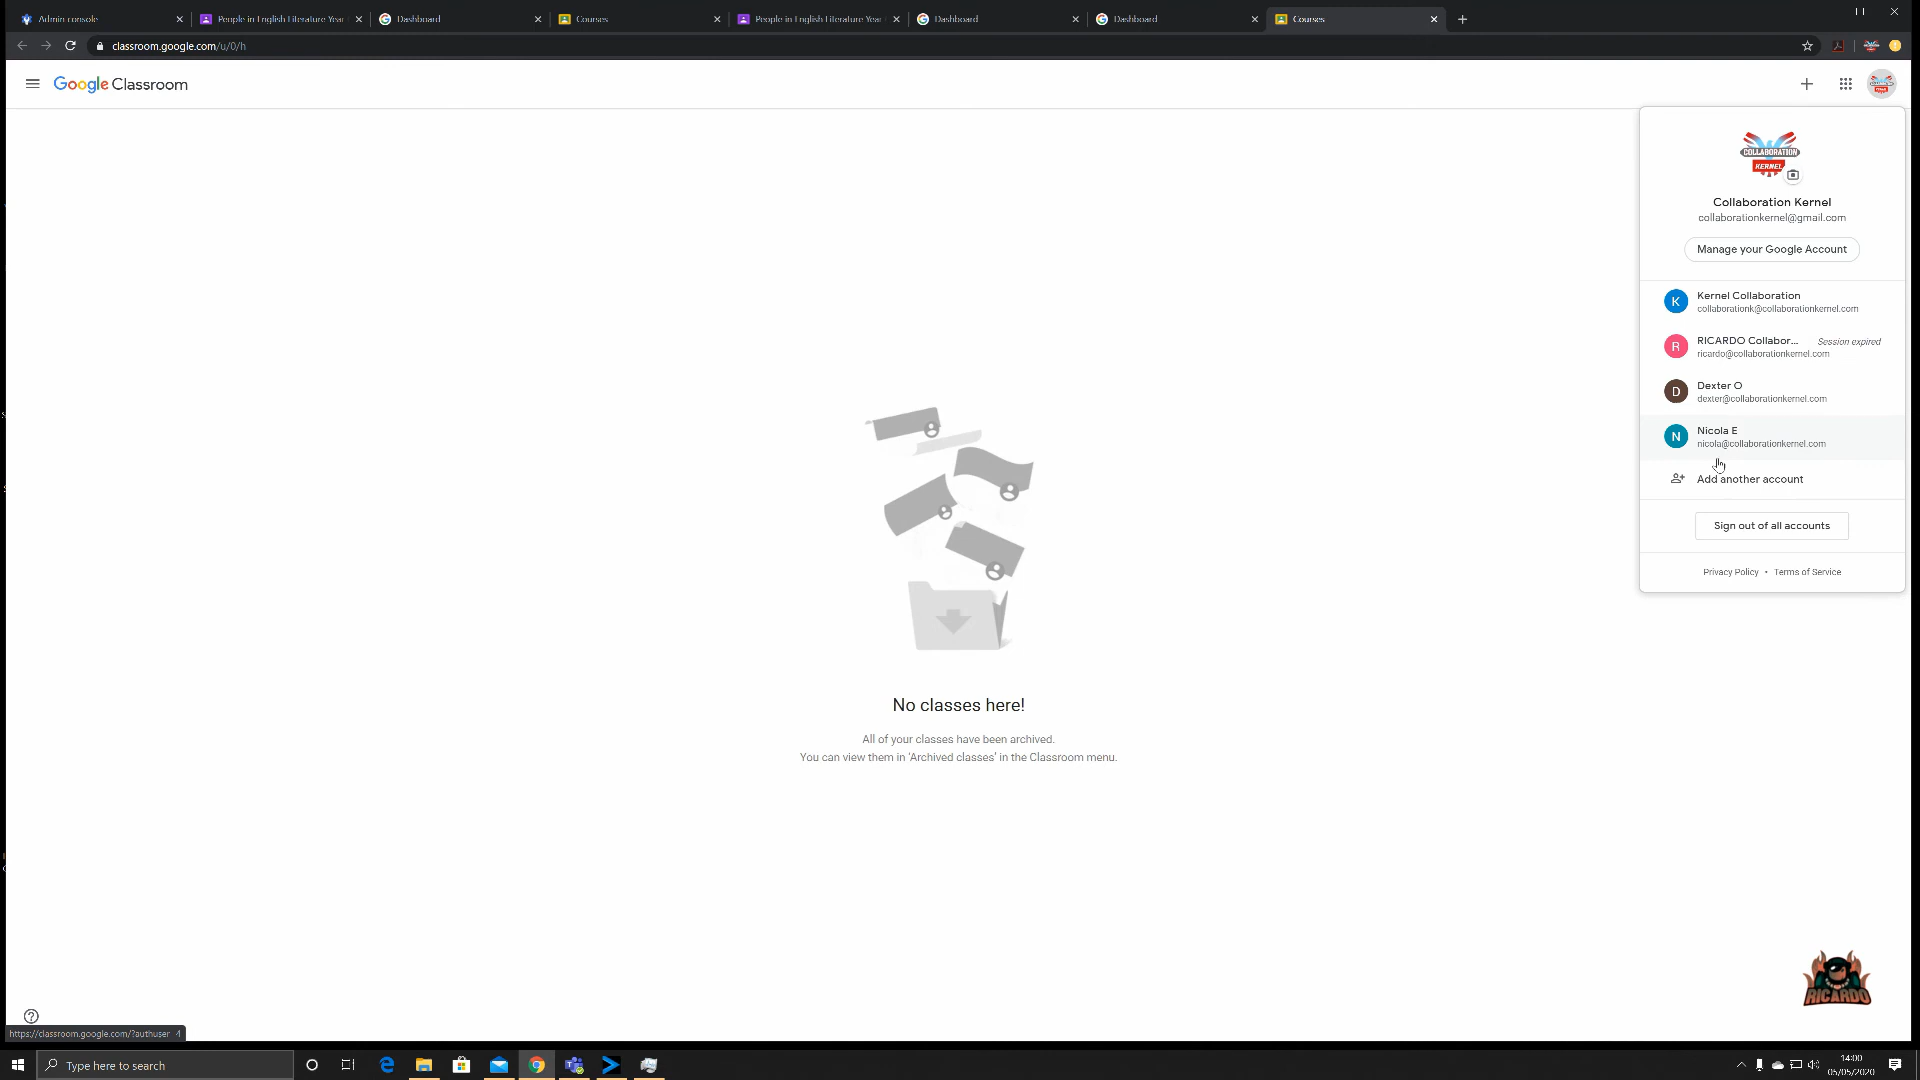 Admin console
People in English Literature Year
Dashboard
Courses
People in English Literature Year
Dashboard
Dashboard
Courses
classroom.google.com/u/0/h
Google Classroom
COLLABORATION
KERNEL
Collaboration Kernel
collaborationkernel@gmail.com
Manage your Google Account
K
Kernel Collaboration
collaborationk@collaborationkernel.com
R
RICARDO Collabor... Session expired
ricardo@collaborationkernel.com
D
Dexter O
dexter@collaborationkernel.com
N
Nicola E
nicola@collaborationkernel.com
Add another account
Sign out of all accounts
Privacy Policy • Terms of Service
No classes here!
All of your classes have been archived.
You can view them in 'Archived classes' in the Classroom menu.
RICARDO
https://classroom.google.com/?authuser=4
Type here to search
14:00
05/05/2020